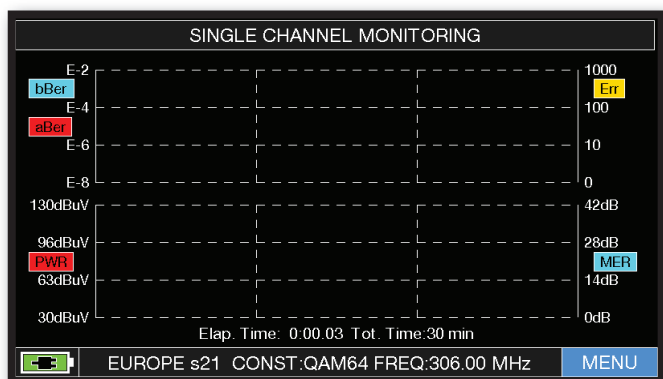 SINGLE CHANNEL MONITORING
E-2
1000
bBer
Err
E-4
100
aBer
E-6
10
E-8
0
130dBuV
42dB
96dBuV
28dB
PWR
MER
63dBuV
14dB
30dBuV
0dB
Elap. Time: 0:00.03 Tot. Time:30 min
EUROPE s21 CONST:QAM64 FREQ:306.00 MHz
MENU